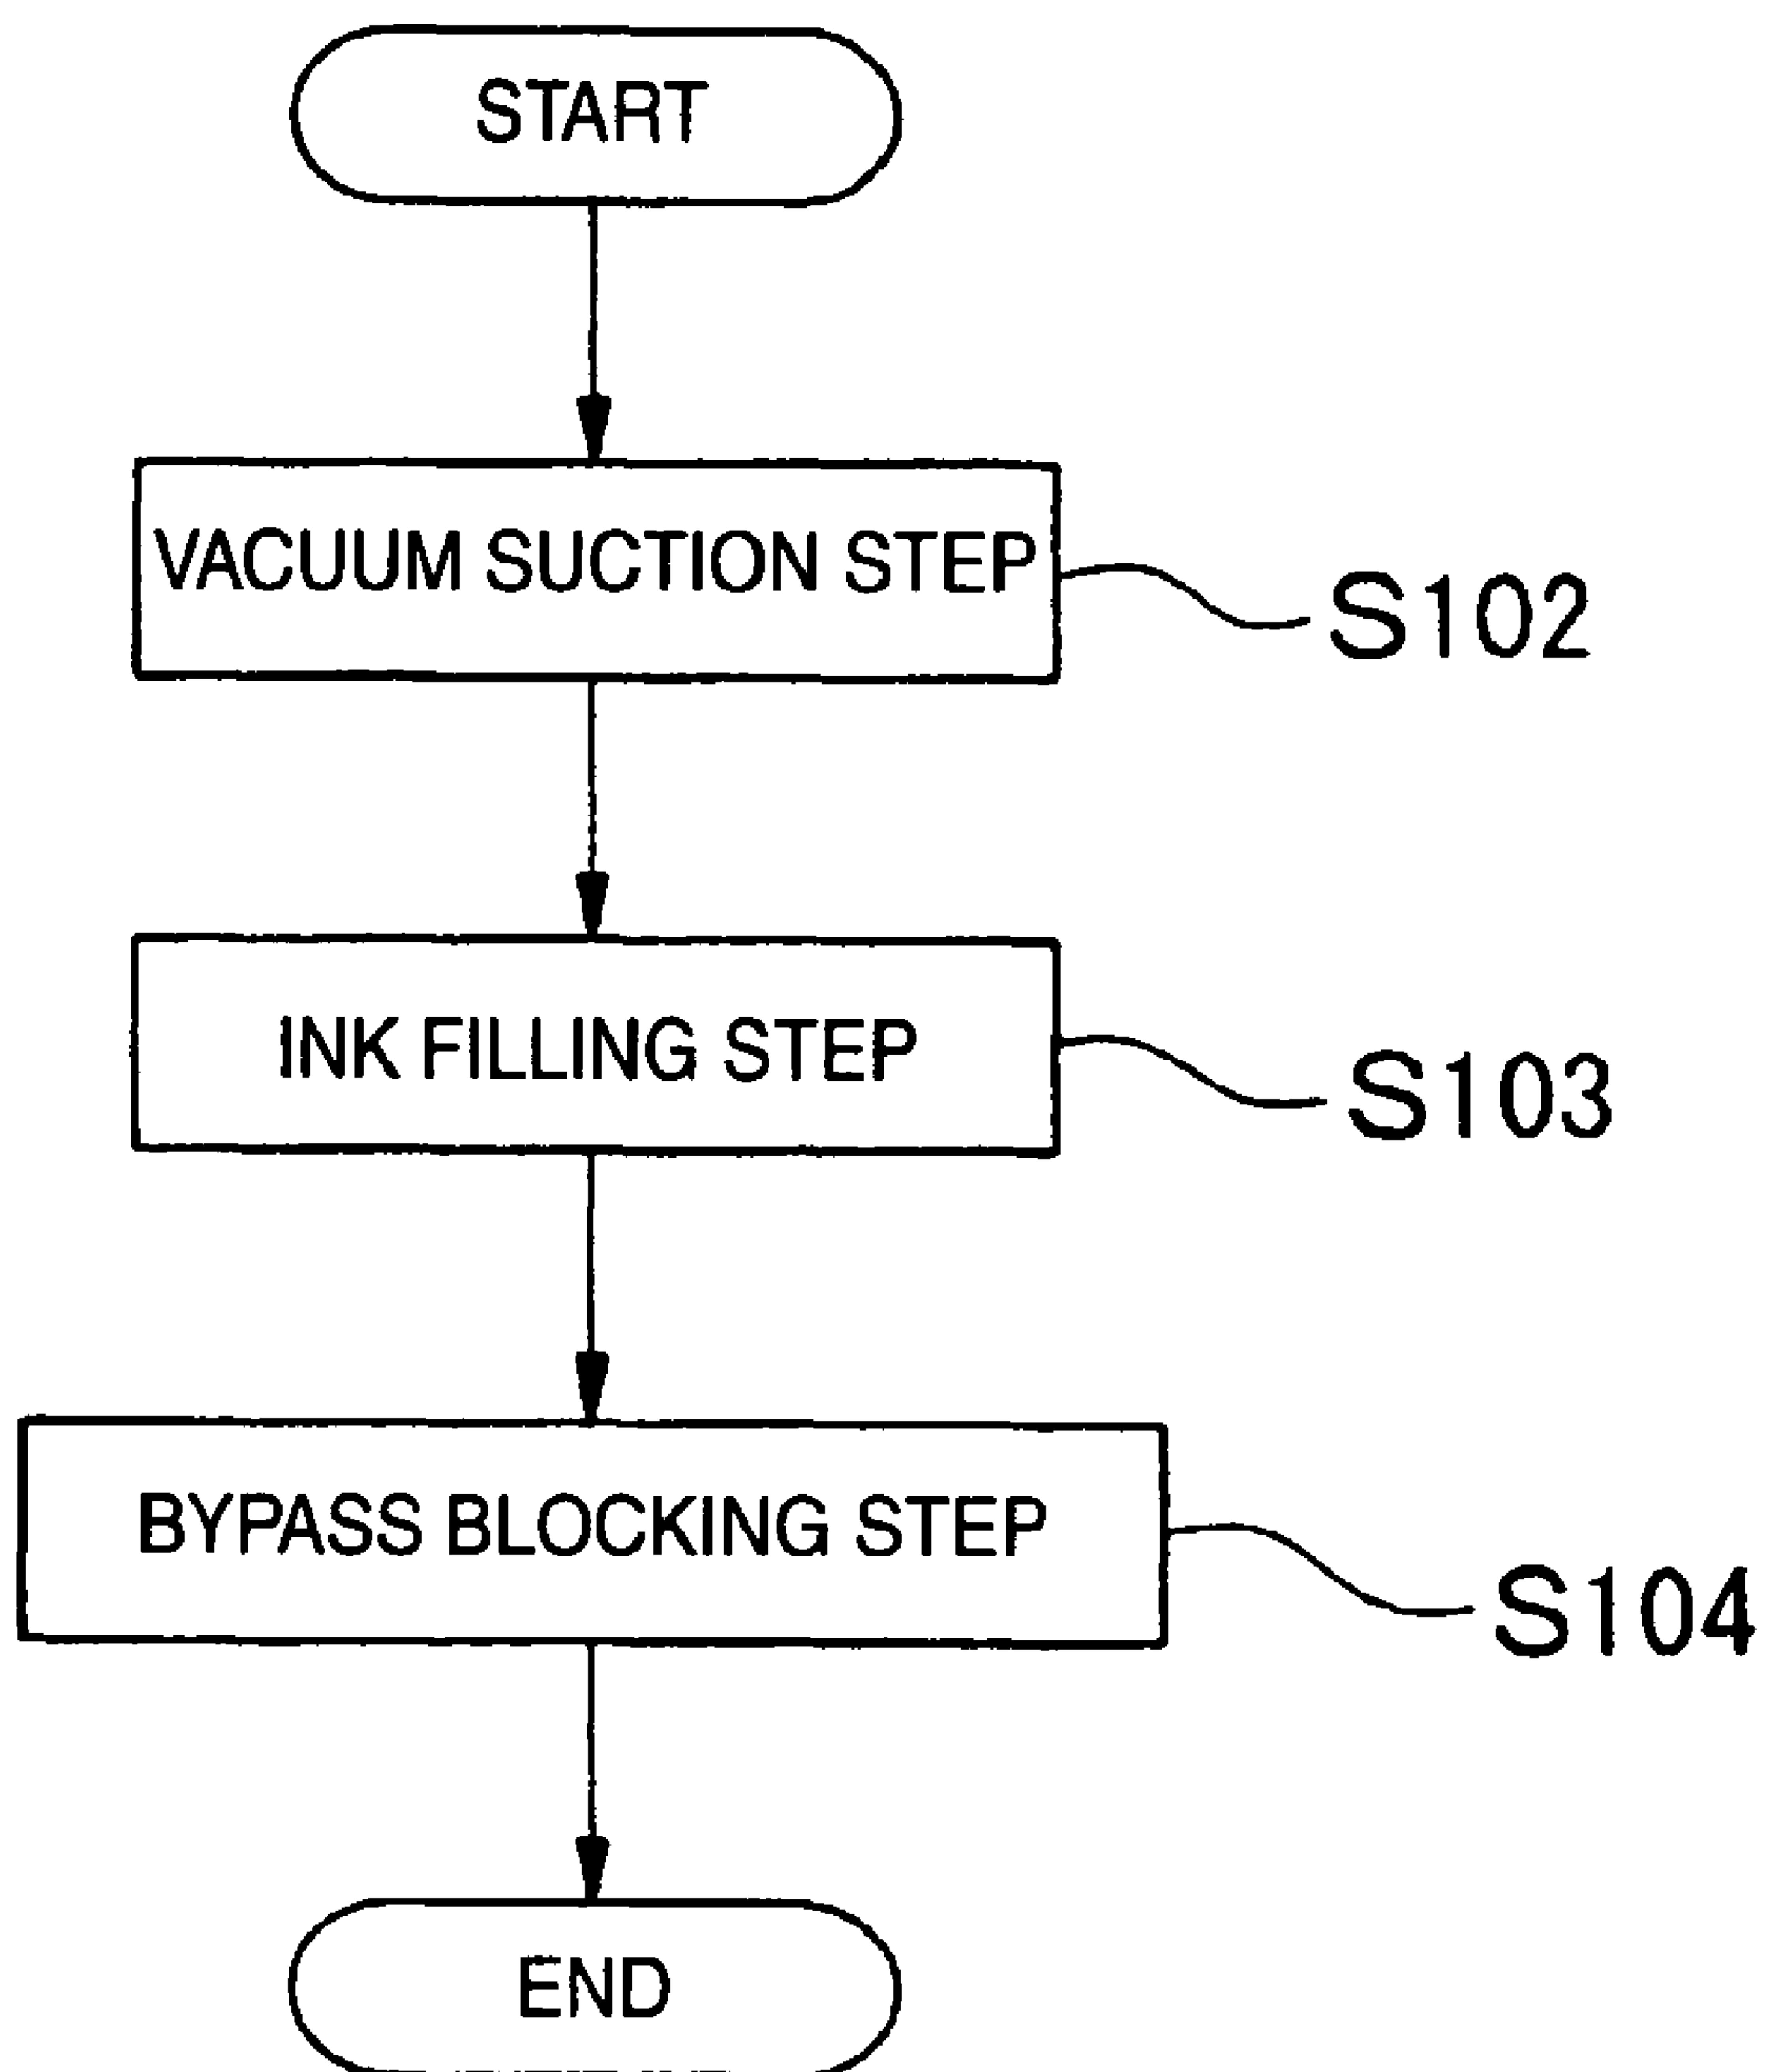 START
VACUUM SUCTION STEP
S102
INK FILLING STEP
S103
BYPASS BLOCKING STEP
S104
END